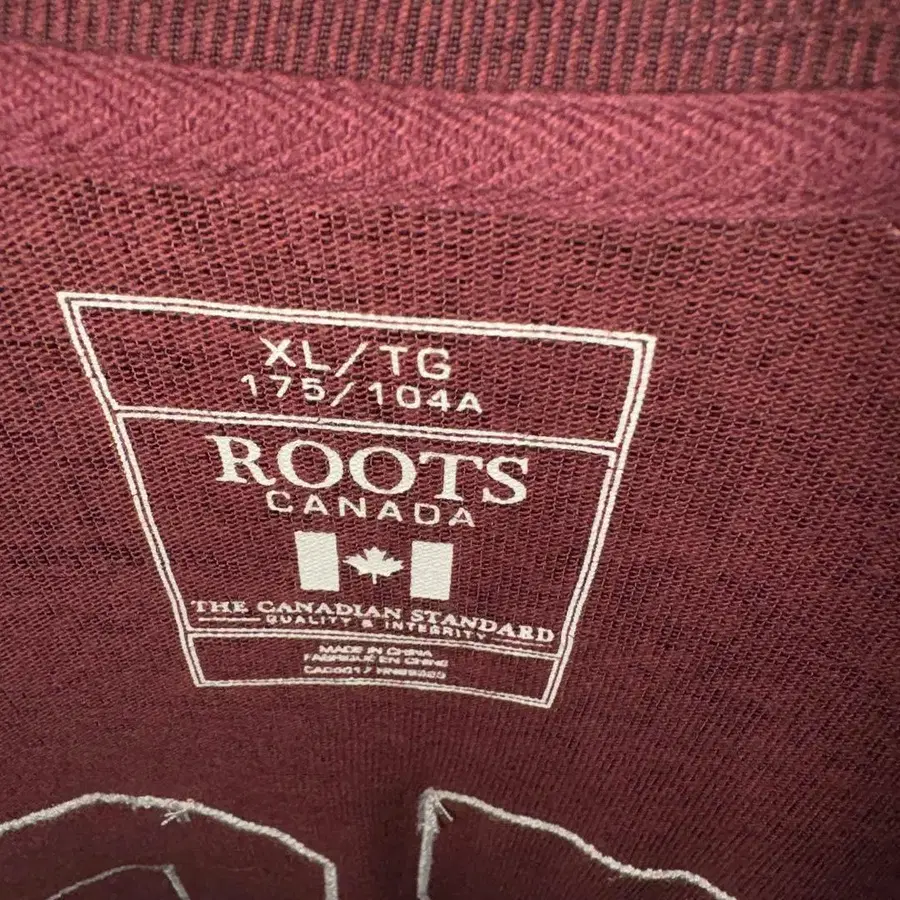 XL/TG
175/104A
ROOTS
CANADA
THE CANADIAN STANDARD
QUALITY & INTEGRITY
MADE IN CHINA
FABRIQUÉ EN CHINE